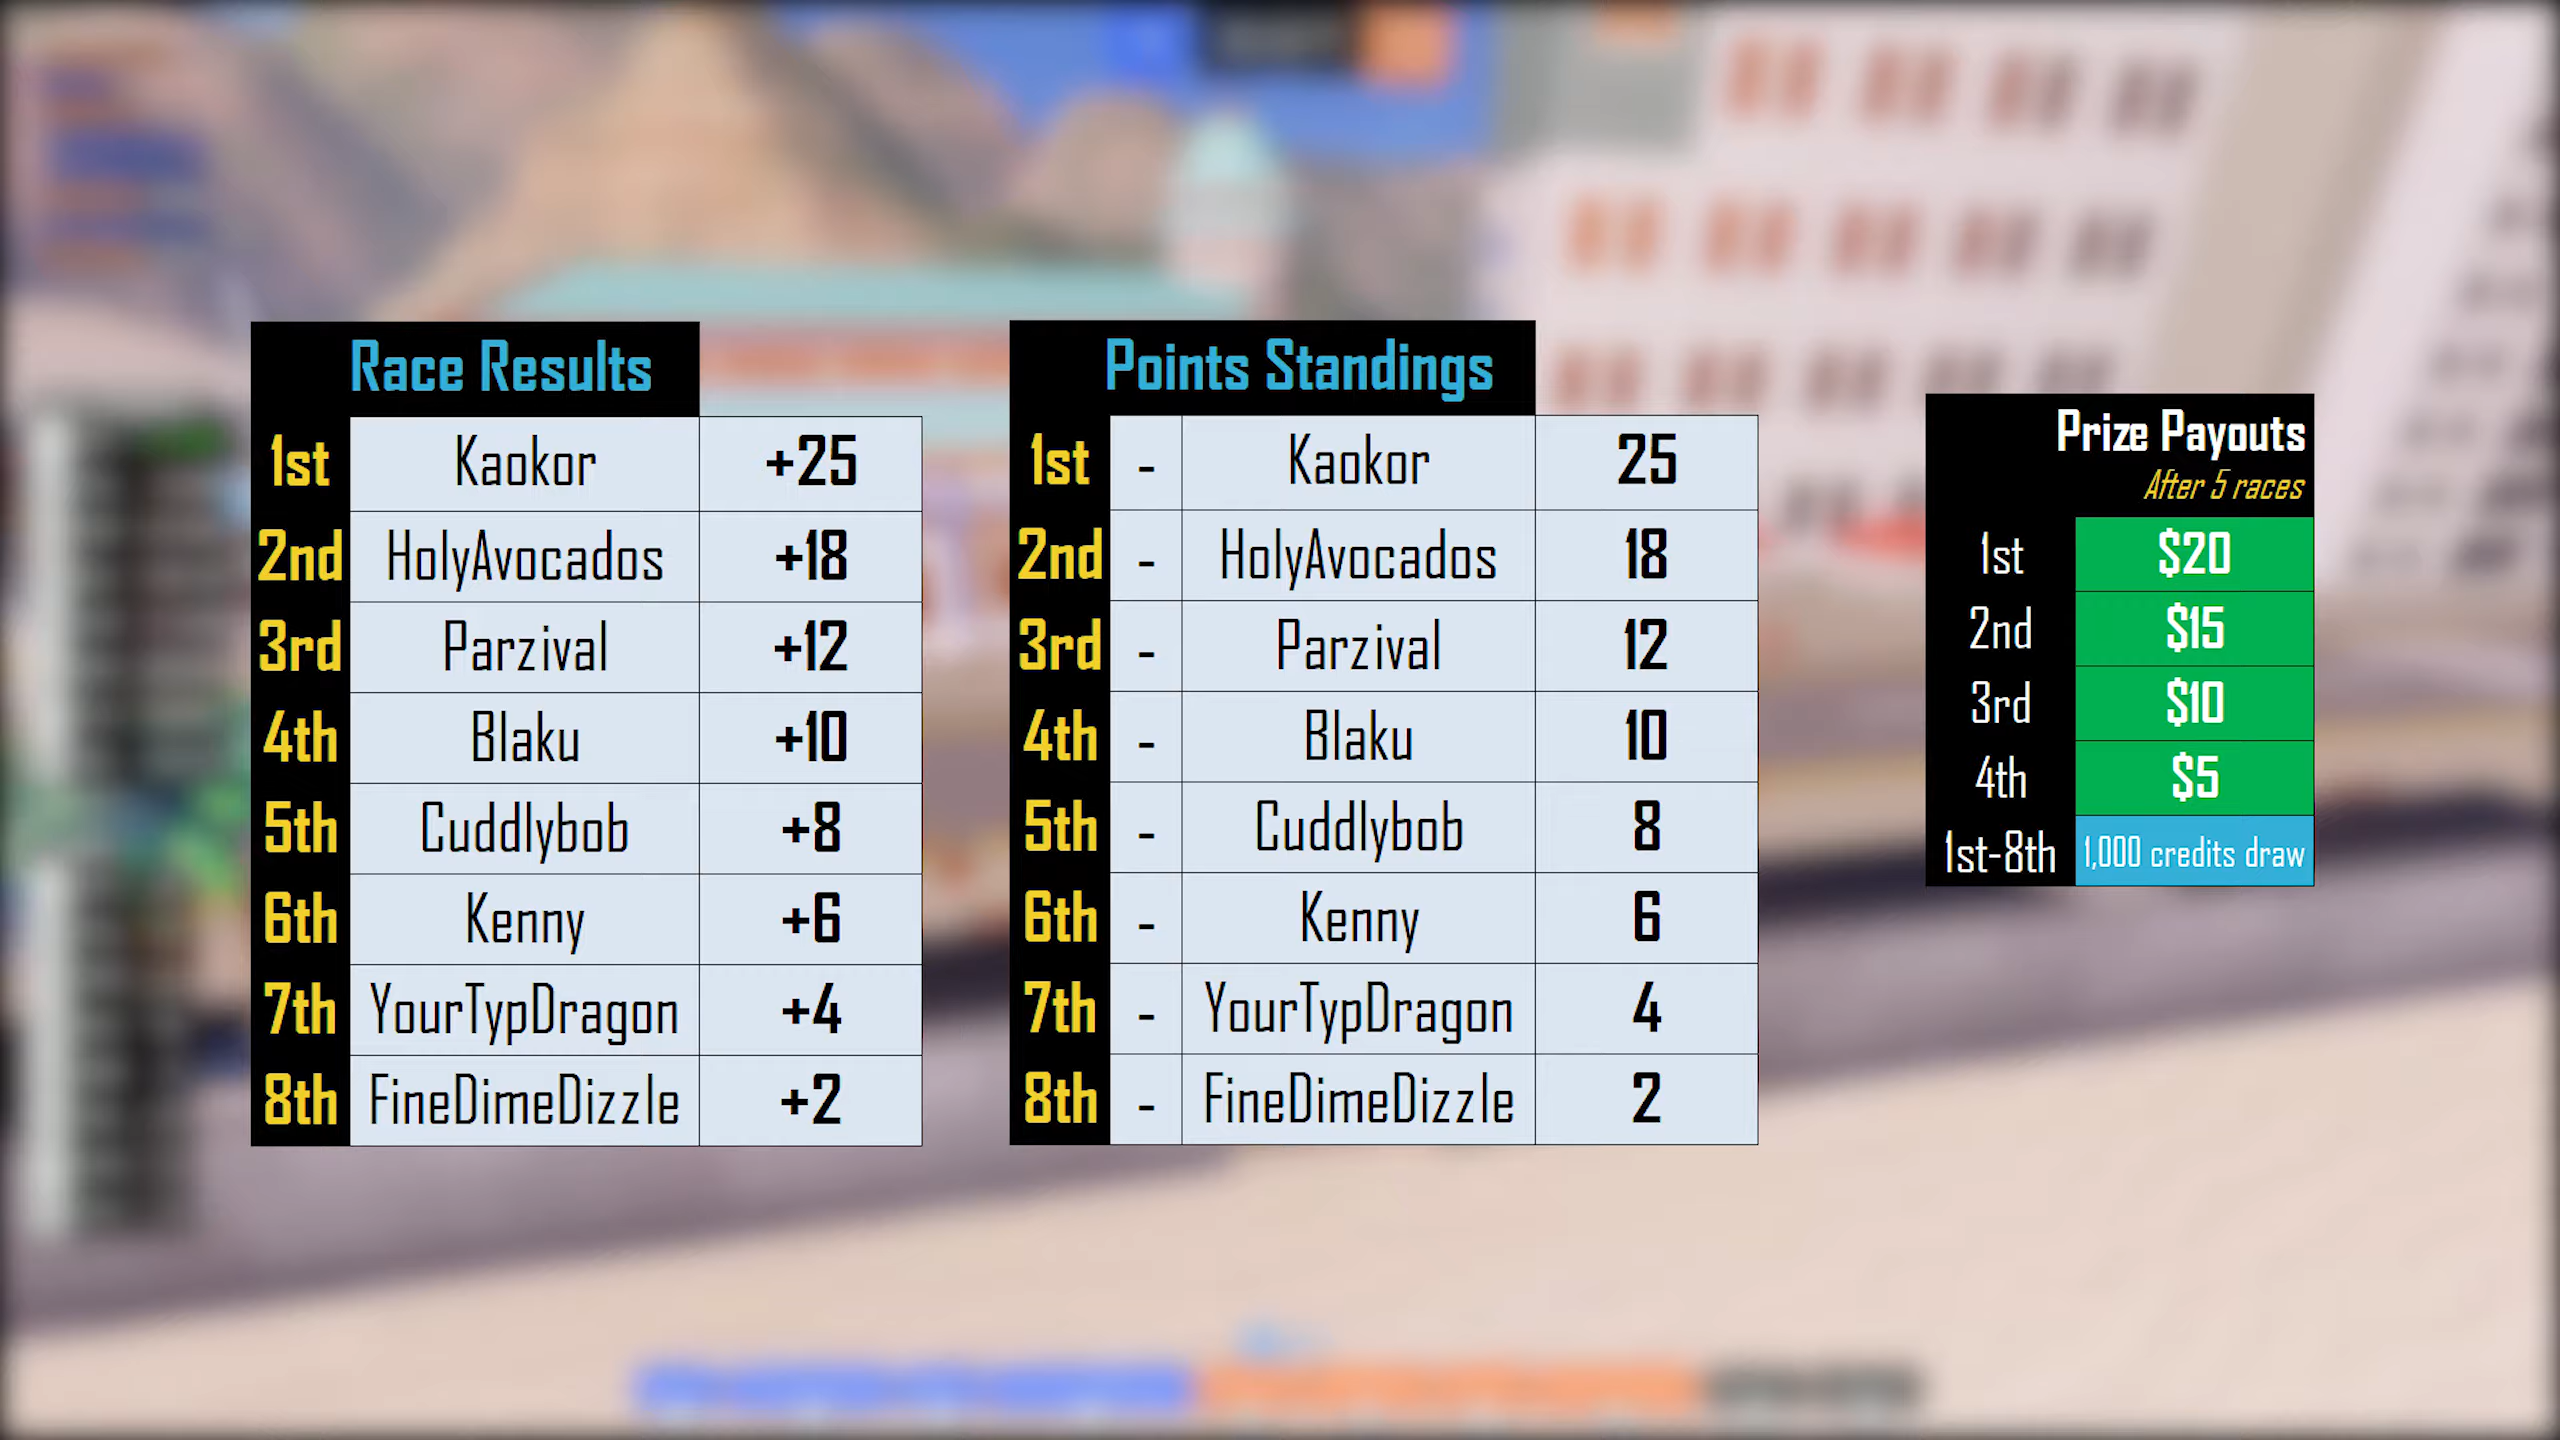 Race Results
1st Kaokor +25
2nd HolyAvocados +18
3rd Parzival +12
4th Blaku +10
5th Cuddlybob +8
6th Kenny +6
7th YourTypDragon +4
8th FineDimeDizzle +2
Points Standings
1st - Kaokor 25
2nd - HolyAvocados 18
3rd - Parzival 12
4th - Blaku 10
5th - Cuddlybob 8
6th - Kenny 6
7th - YourTypDragon 4
8th - FineDimeDizzle 2
Prize Payouts
After 5 races
1st $20
2nd $15
3rd $10
4th $5
1st-8th 1,000 credits draw